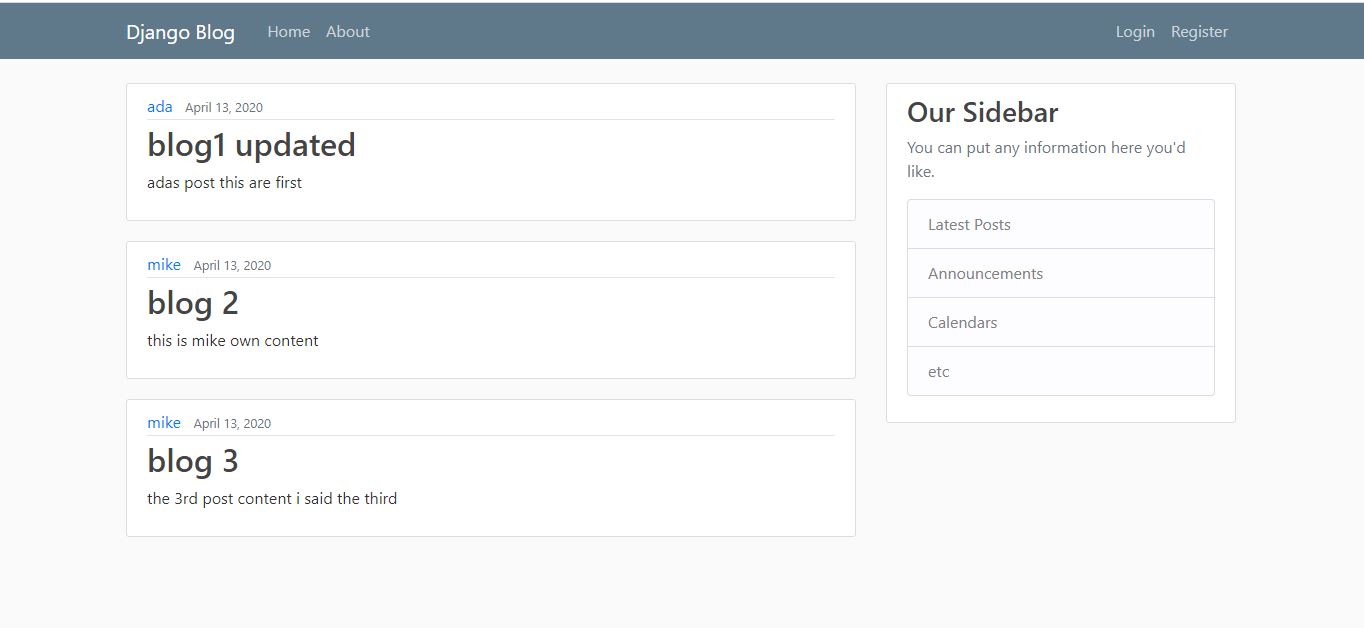 Django Blog Home About Login Register
ada April 13, 2020
blog1 updated
adas post this are first
mike April 13, 2020
blog 2
this is mike own content
mike April 13, 2020
blog 3
the 3rd post content i said the third
Our Sidebar
You can put any information here you'd
like.
Latest Posts
Announcements
Calendars
etc